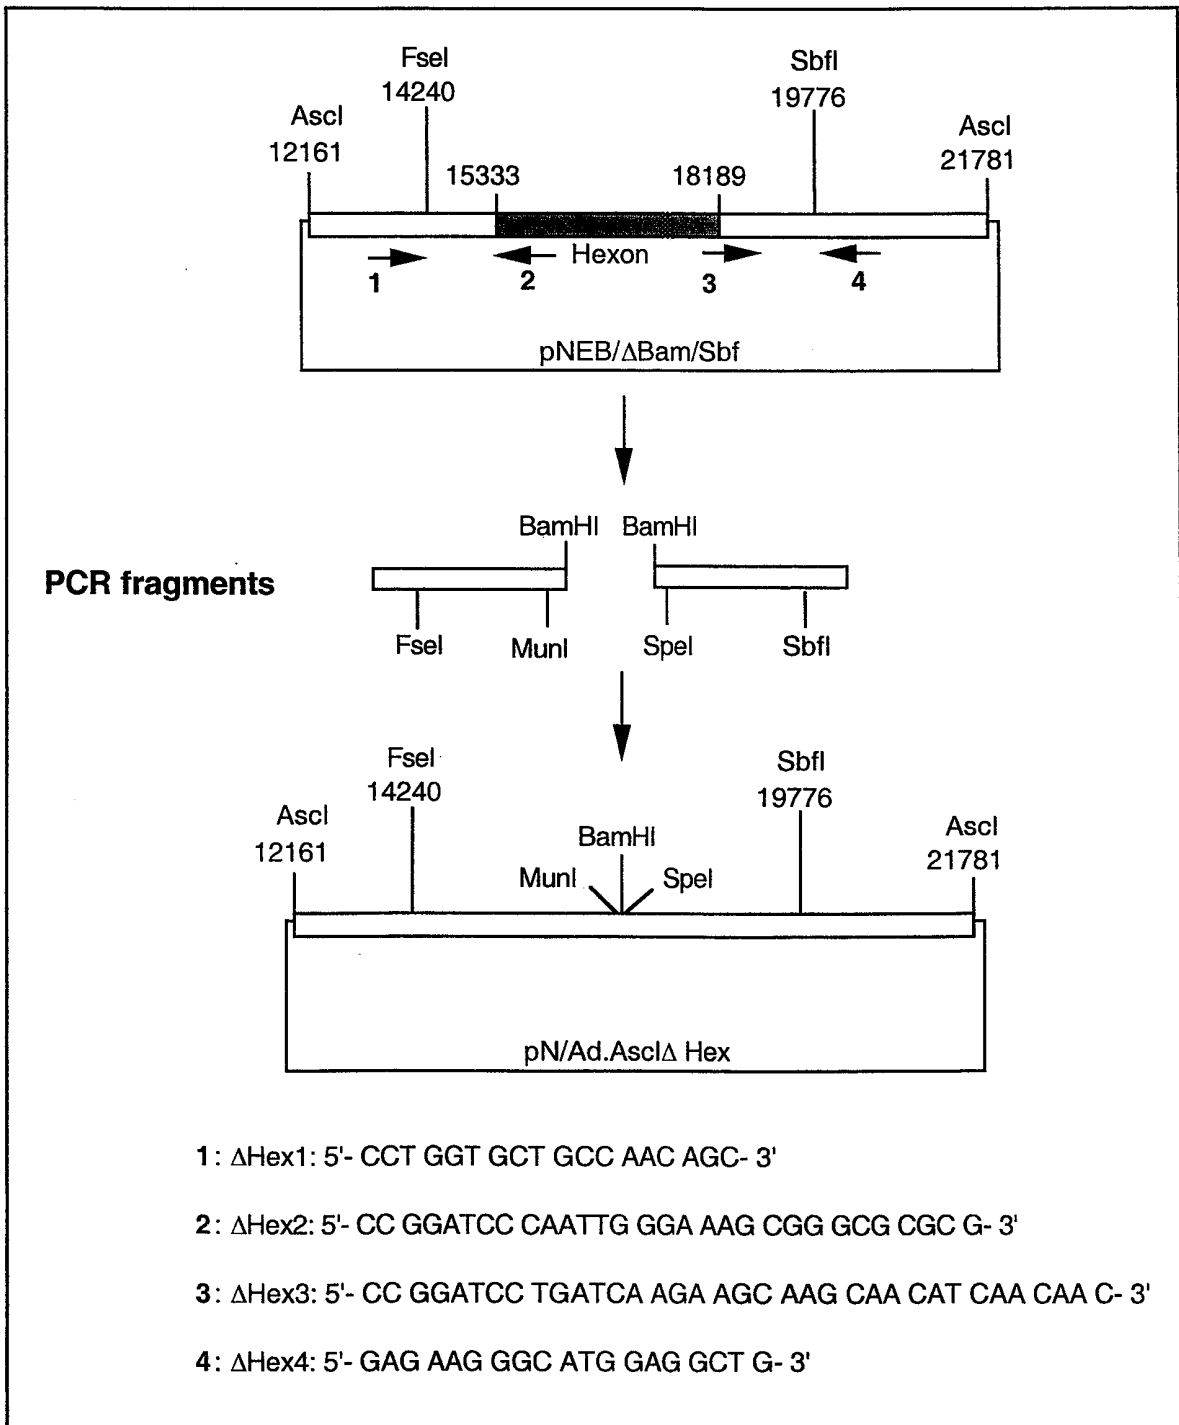 FseI
14240
SbfI
19776
AscI
12161
AscI
21781
15333
18189
Hexon
1
2
3
4
pNEB/ΔBam/Sbf
BamHI BamHI
PCR fragments
FseI MunI SpeI SbfI
FseI
14240
SbfI
19776
AscI
12161
AscI
21781
BamHI
MunI SpeI
pN/Ad.AscIΔ Hex
1: ΔHex1: 5'- CCT GGT GCT GCC AAC AGC- 3'
2: ΔHex2: 5'- CC GGATCC CAATTG GGA AAG CGG GCG CGC G- 3'
3: ΔHex3: 5'- CC GGATCC TGATCA AGA AGC AAG CAA CAT CAA CAA C- 3'
4: ΔHex4: 5'- GAG AAG GGC ATG GAG GCT G- 3'